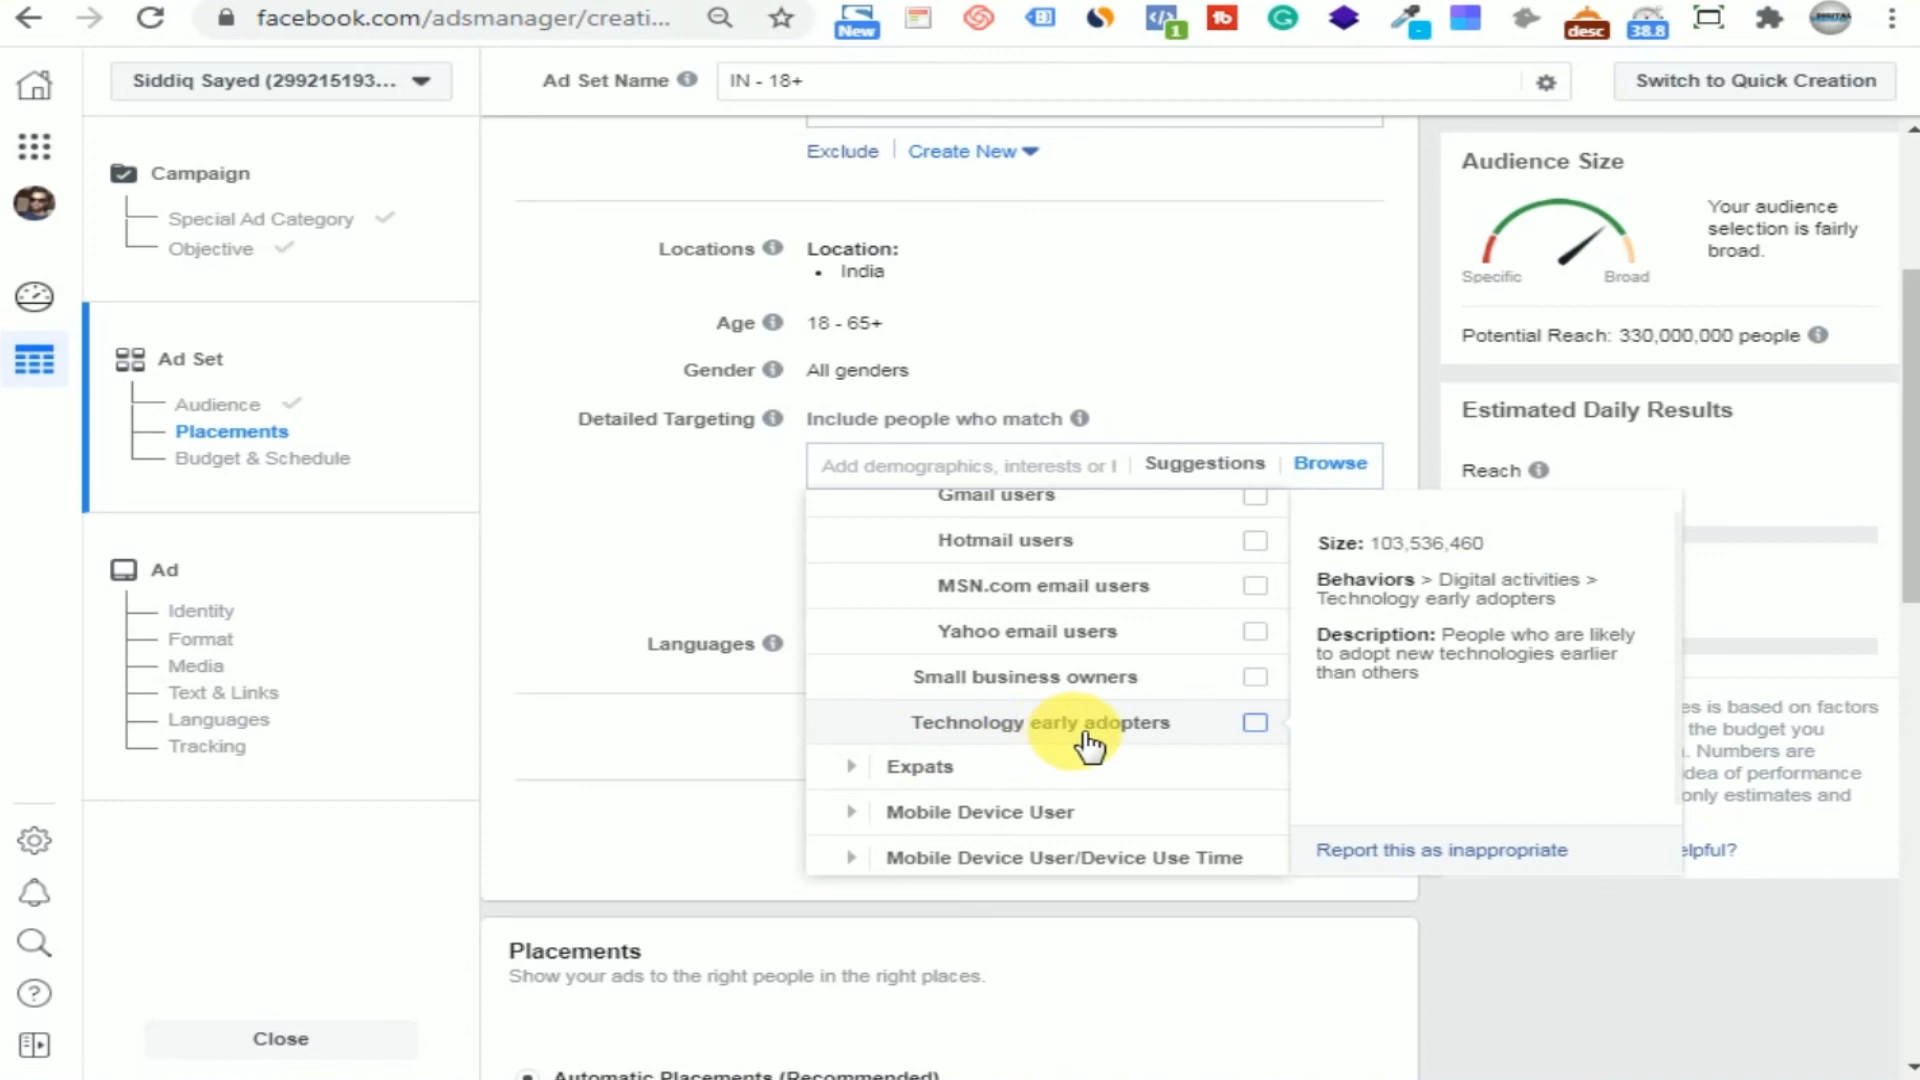 facebook.com/adsmanager/creati...
New
1
desc
38.8
Siddiq Sayed (299215193...
Ad Set Name
IN - 18+
Switch to Quick Creation
Campaign
Special Ad Category
Objective
Ad Set
Audience
Placements
Budget & Schedule
Ad
Identity
Format
Media
Text & Links
Languages
Tracking
Close
Exclude
Create New
Locations
Location:
• India
Age
18 - 65+
Gender
All genders
Detailed Targeting
Include people who match
Add demographics, interests or
Suggestions
Browse
Gmail users
Hotmail users
MSN.com email users
Yahoo email users
Small business owners
Technology early adopters
Expats
Mobile Device User
Mobile Device User/Device Use Time
Languages
Size: 103,536,460
Behaviors > Digital activities >
Technology early adopters
Description: People who are likely
to adopt new technologies earlier
than others
Report this as inappropriate
Placements
Show your ads to the right people in the right places.
Automatic Placements (Recommended)
Audience Size
Your audience
selection is fairly
broad.
Specific
Broad
Potential Reach: 330,000,000 people
Estimated Daily Results
Reach
es is based on factors
the budget you
Numbers are
dea of performance
only estimates and
elpful?